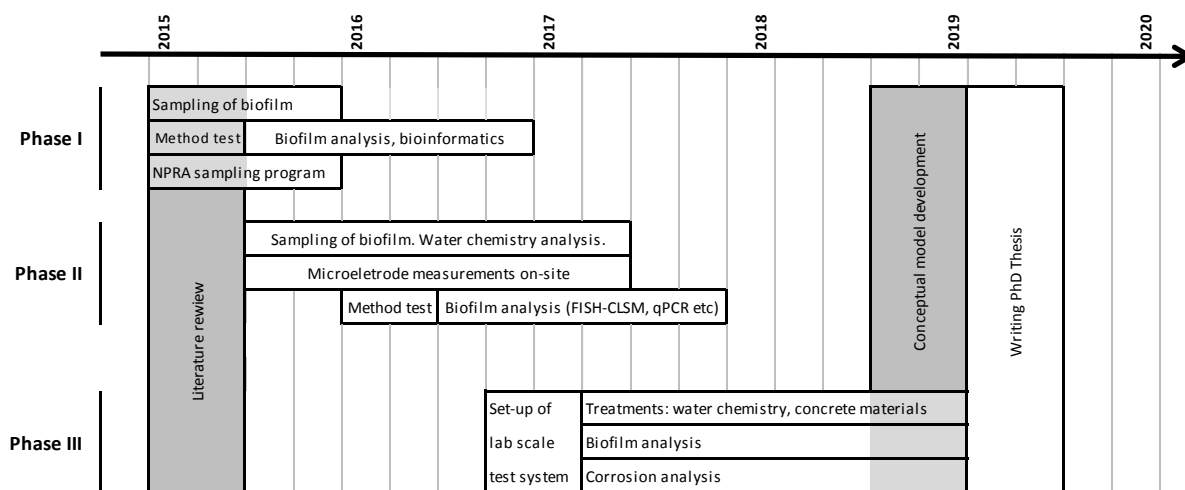 2015 2016 2017 2018 2019 2020
Phase I
Sampling of biofilm
Method test
Biofilm analysis, bioinformatics
NPRA sampling program
Phase II
Sampling of biofilm. Water chemistry analysis.
Microeletrode measurements on-site
Method test
Biofilm analysis (FISH-CLSM, qPCR etc)
Phase III
Set-up of
lab scale
test system
Treatments: water chemistry, concrete materials
Biofilm analysis
Corrosion analysis
Literature rewiew
Conceptual model development
Writing PhD Thesis